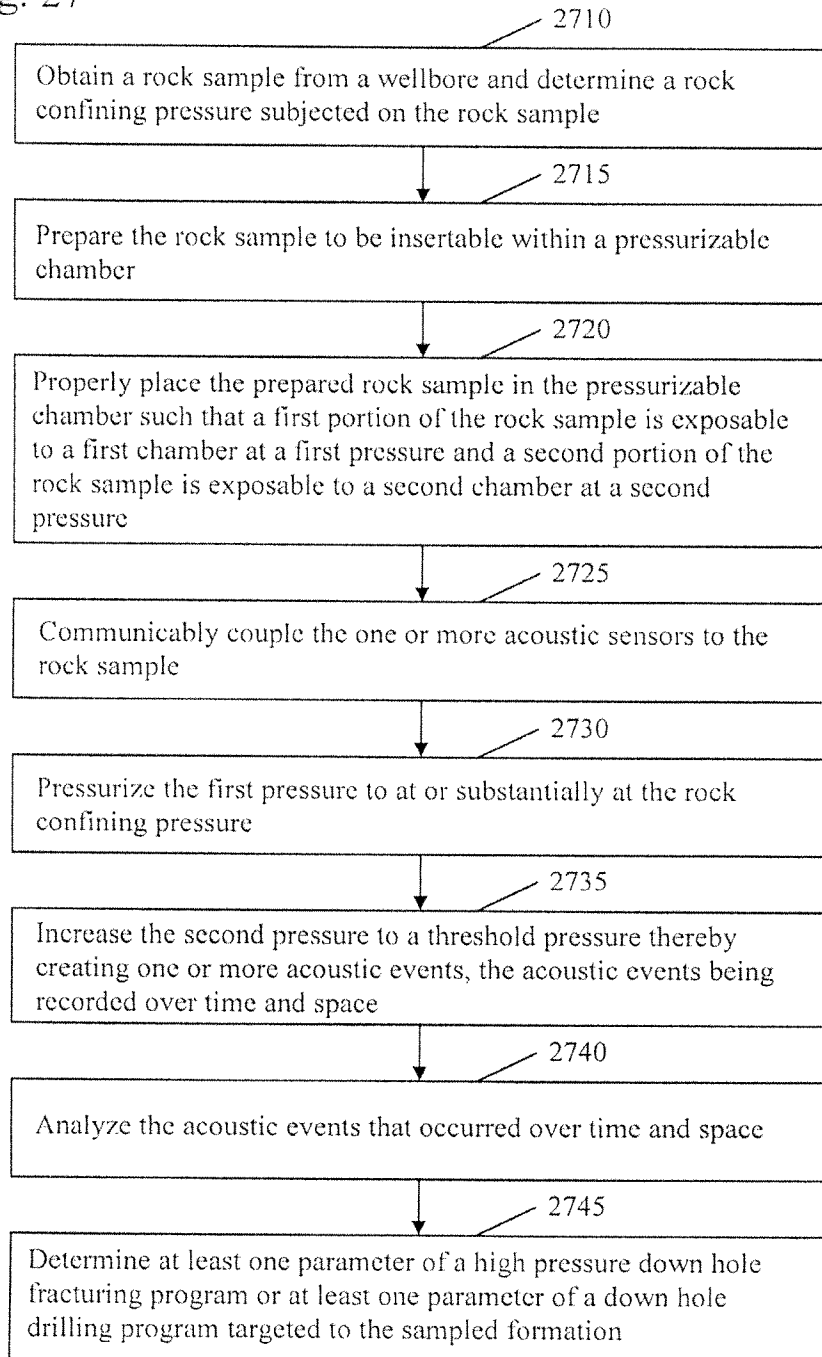 g. 27
2710
Obtain a rock sample from a wellbore and determine a rock
confining pressure subjected on the rock sample
2715
Prepare the rock sample to be insertable within a pressurizable
chamber
2720
Properly place the prepared rock sample in the pressurizable
chamber such that a first portion of the rock sample is exposable
to a first chamber at a first pressure and a second portion of the
rock sample is exposable to a second chamber at a second
pressure
2725
Communicably couple the one or more acoustic sensors to the
rock sample
2730
Pressurize the first pressure to at or substantially at the rock
confining pressure
2735
Increase the second pressure to a threshold pressure thereby
creating one or more acoustic events, the acoustic events being
recorded over time and space
2740
Analyze the acoustic events that occurred over time and space
2745
Determine at least one parameter of a high pressure down hole
fracturing program or at least one parameter of a down hole
drilling program targeted to the sampled formation